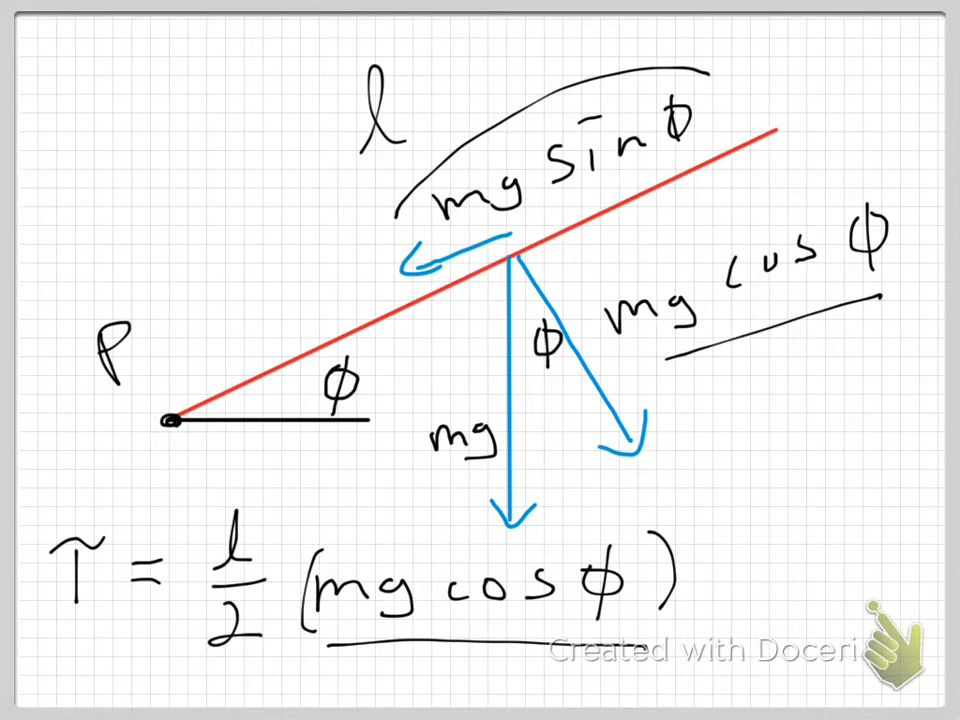 l
mg sin ϕ
mg cos ϕ
P
ϕ
ϕ
mg
τ = l/2 (mg cos ϕ)
Created with Doceri